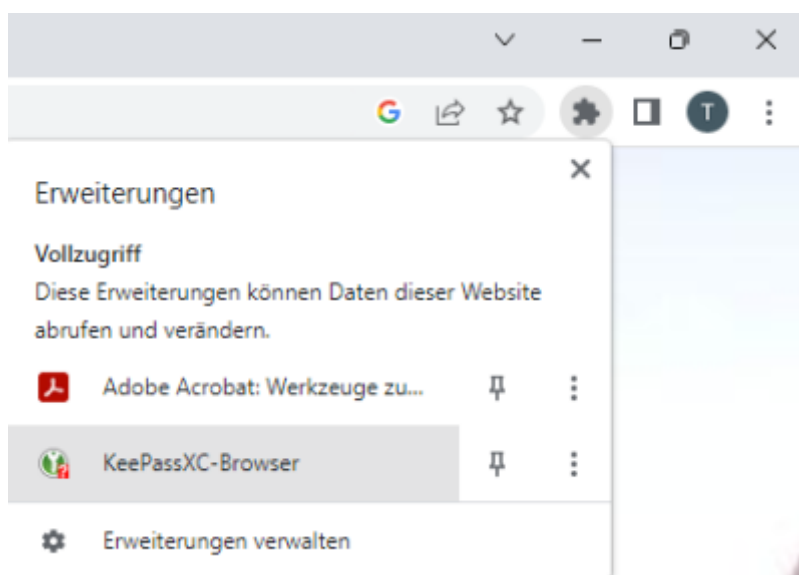 T
Erweiterungen
Vollzugriff
Diese Erweiterungen können Daten dieser Website
abrufen und verändern.
Adobe Acrobat: Werkzeuge zu...
KeePassXC-Browser
Erweiterungen verwalten